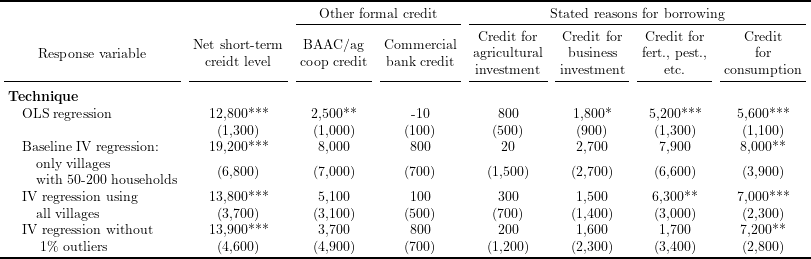 Other formal credit Stated reasons for borrowing
Response variable Net short-term creidt level BAAC/ag coop credit Commercial bank credit Credit for agricultural investment Credit for business investment Credit for fert., pest., etc. Credit for consumption
Technique
OLS regression 12,800*** 2,500** -10 800 1,800* 5,200*** 5,600***
(1,300) (1,000) (100) (500) (900) (1,300) (1,100)
Baseline IV regression: 19,200*** 8,000 800 20 2,700 7,900 8,000**
only villages
with 50-200 households (6,800) (7,000) (700) (1,500) (2,700) (6,600) (3,900)
IV regression using 13,800*** 5,100 100 300 1,500 6,300** 7,000***
all villages (3,700) (3,100) (500) (700) (1,400) (3,000) (2,300)
IV regression without 13,900*** 3,700 800 200 1,600 1,700 7,200**
1% outliers (4,600) (4,900) (700) (1,200) (2,300) (3,400) (2,800)